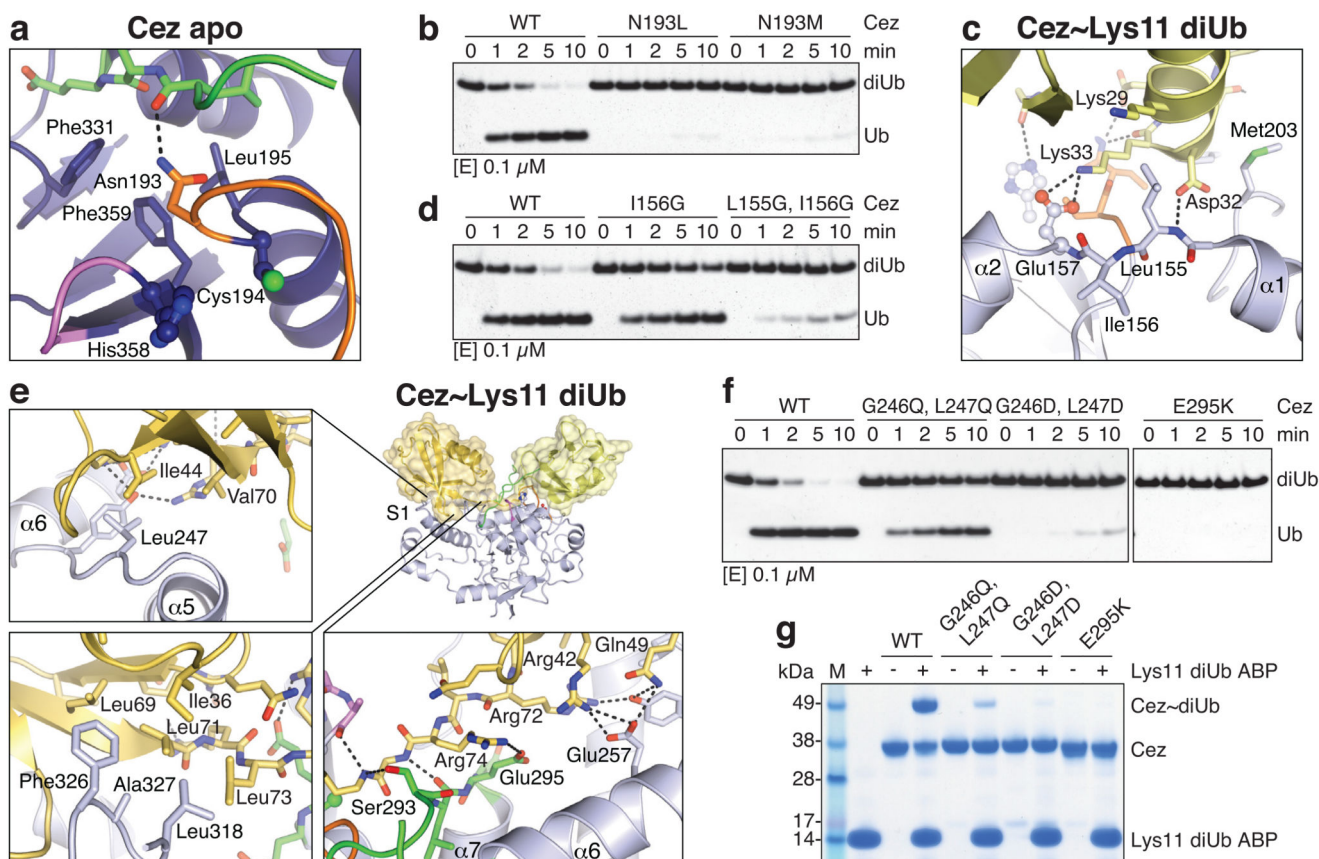 a
Cez apo
Phe331
Leu195
Asn193
Phe359
Cys194
His358
b
WT N193L N193M Cez
0 1 2 5 10 0 1 2 5 10 0 1 2 5 10 min
diUb
Ub
[E] 0.1 µM
d
WT I156G L155G, I156G Cez
0 1 2 5 10 0 1 2 5 10 0 1 2 5 10 min
diUb
Ub
[E] 0.1 µM
c
Cez~Lys11 diUb
Lys29
Met203
Lys33
Asp32
α2
Glu157
Leu155
α1
Ile156
e
Cez~Lys11 diUb
Ile44
Val70
α6
Leu247
α5
S1
Leu69
Ile36
Leu71
Phe326
Ala327
Leu73
Leu318
Gln49
Arg42
Arg72
Arg74
Glu257
Glu295
Ser293
α7
α6
f
WT G246Q, L247Q G246D, L247D E295K Cez
0 1 2 5 10 0 1 2 5 10 0 1 2 5 10 0 1 2 5 10 min
diUb
Ub
[E] 0.1 µM
g
WT
G246Q,
L247Q
G246D,
L247D
E295K
kDa M + - + - + - + - + Lys11 diUb ABP
49
Cez~diUb
38
Cez
28
17
14
Lys11 diUb ABP